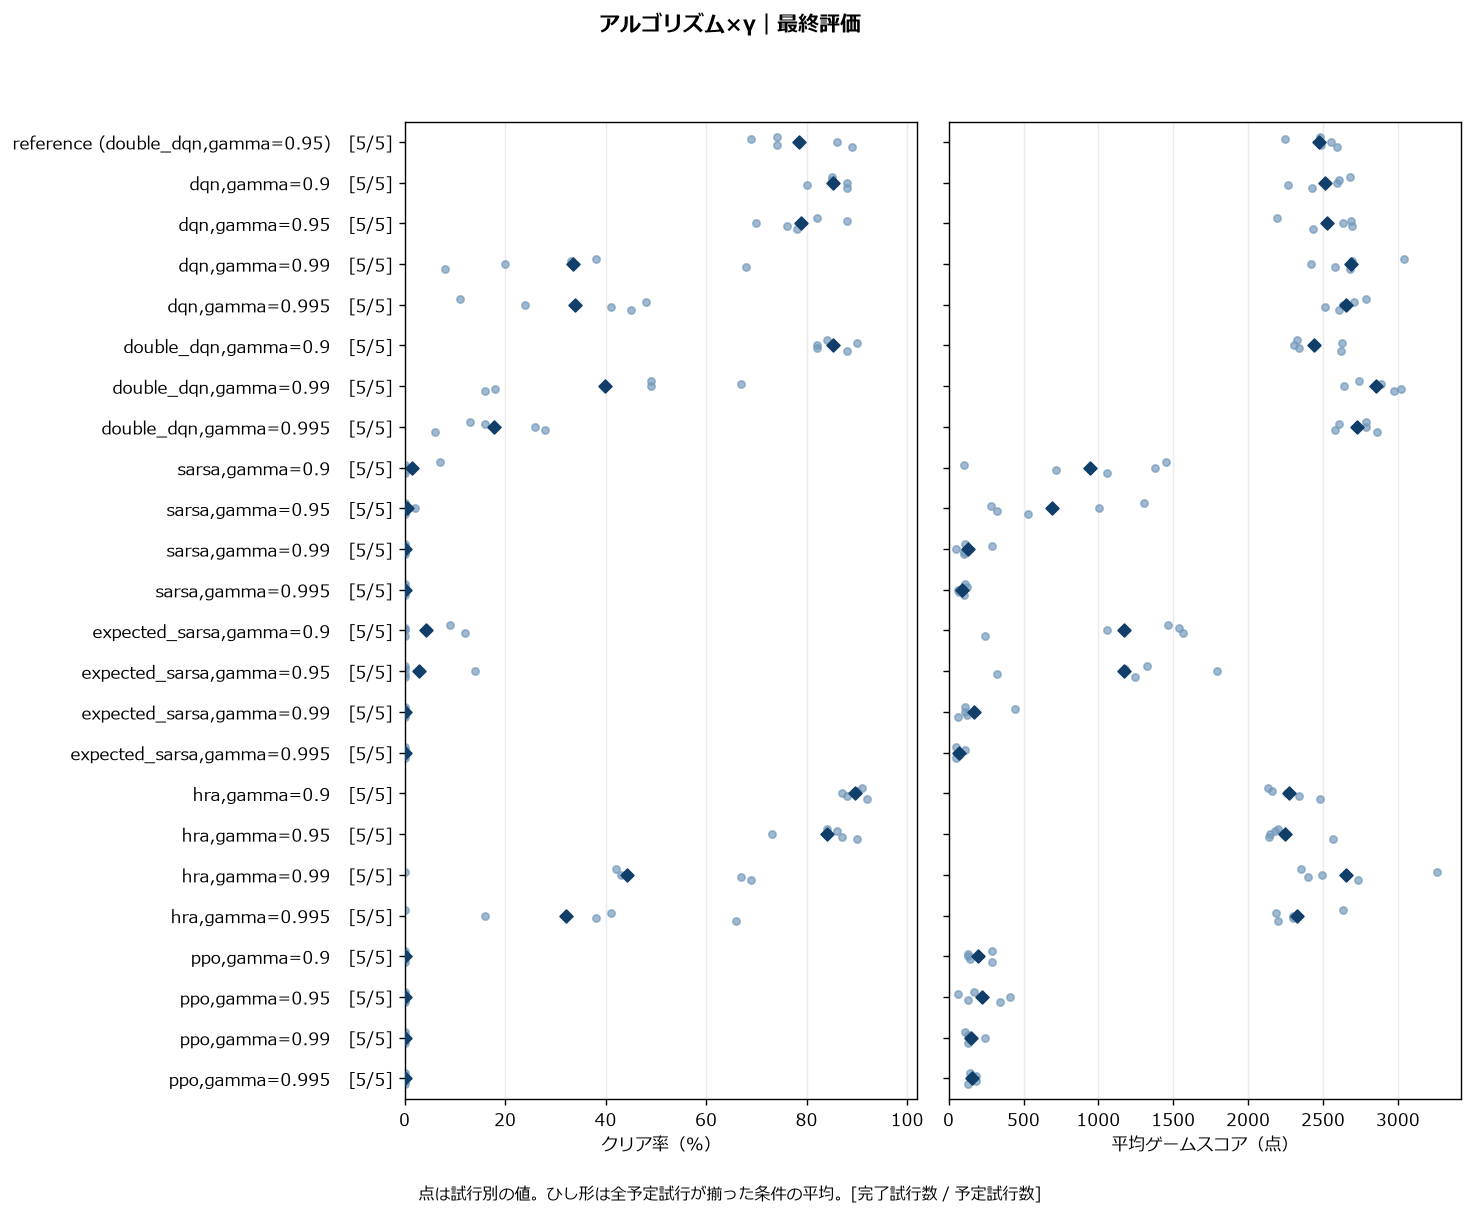 アルゴリズム×γ｜最終評価
reference (double_dqn,gamma=0.95) [5/5]
dqn,gamma=0.9 [5/5]
dqn,gamma=0.95 [5/5]
dqn,gamma=0.99 [5/5]
dqn,gamma=0.995 [5/5]
double_dqn,gamma=0.9 [5/5]
double_dqn,gamma=0.99 [5/5]
double_dqn,gamma=0.995 [5/5]
sarsa,gamma=0.9 [5/5]
sarsa,gamma=0.95 [5/5]
sarsa,gamma=0.99 [5/5]
sarsa,gamma=0.995 [5/5]
expected_sarsa,gamma=0.9 [5/5]
expected_sarsa,gamma=0.95 [5/5]
expected_sarsa,gamma=0.99 [5/5]
expected_sarsa,gamma=0.995 [5/5]
hra,gamma=0.9 [5/5]
hra,gamma=0.95 [5/5]
hra,gamma=0.99 [5/5]
hra,gamma=0.995 [5/5]
ppo,gamma=0.9 [5/5]
ppo,gamma=0.95 [5/5]
ppo,gamma=0.99 [5/5]
ppo,gamma=0.995 [5/5]
0 20 40 60 80 100
クリア率（%）
0 500 1000 1500 2000 2500 3000
平均ゲームスコア（点）
点は試行別の値。ひし形は全予定試行が揃った条件の平均。[完了試行数 / 予定試行数]